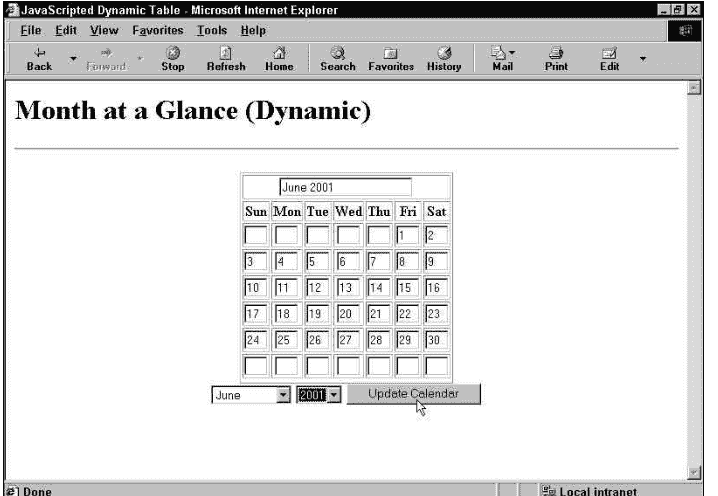 JavaScripted Dynamic Table - Microsoft Internet Explorer
File Edit View Favorites Tools Help
Back Forward Stop Refresh Home Search Favorites History Mail Print Edit
Month at a Glance (Dynamic)
June 2001
Sun Mon Tue Wed Thu Fri Sat
1 2
3 4 5 6 7 8 9
10 11 12 13 14 15 16
17 18 19 20 21 22 23
24 25 26 27 28 29 30
June 2001 Update Calendar
Done Local intranet